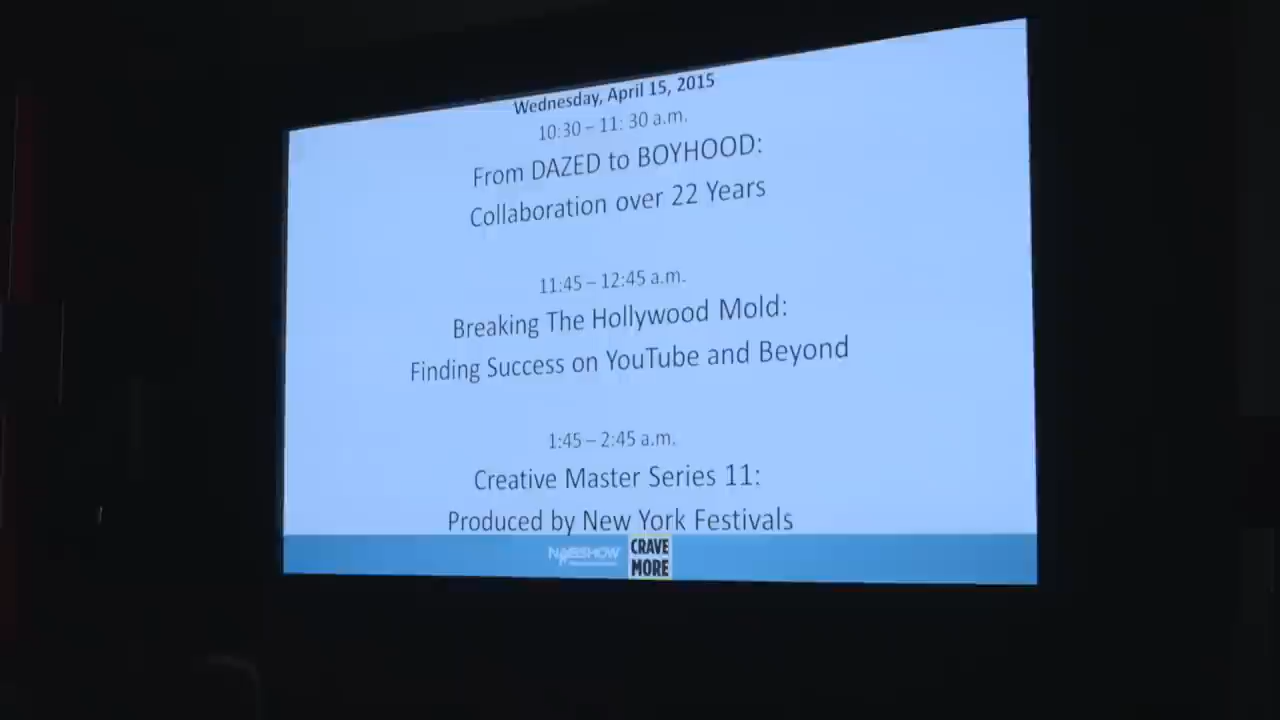 Wednesday, April 15, 2015
10:30 – 11: 30 a.m.
From DAZED to BOYHOOD:
Collaboration over 22 Years
11:45 – 12:45 a.m.
Breaking The Hollywood Mold:
Finding Success on YouTube and Beyond
1:45 – 2:45 a.m.
Creative Master Series 11:
Produced by New York Festivals
NABSHOW
CRAVE
MORE